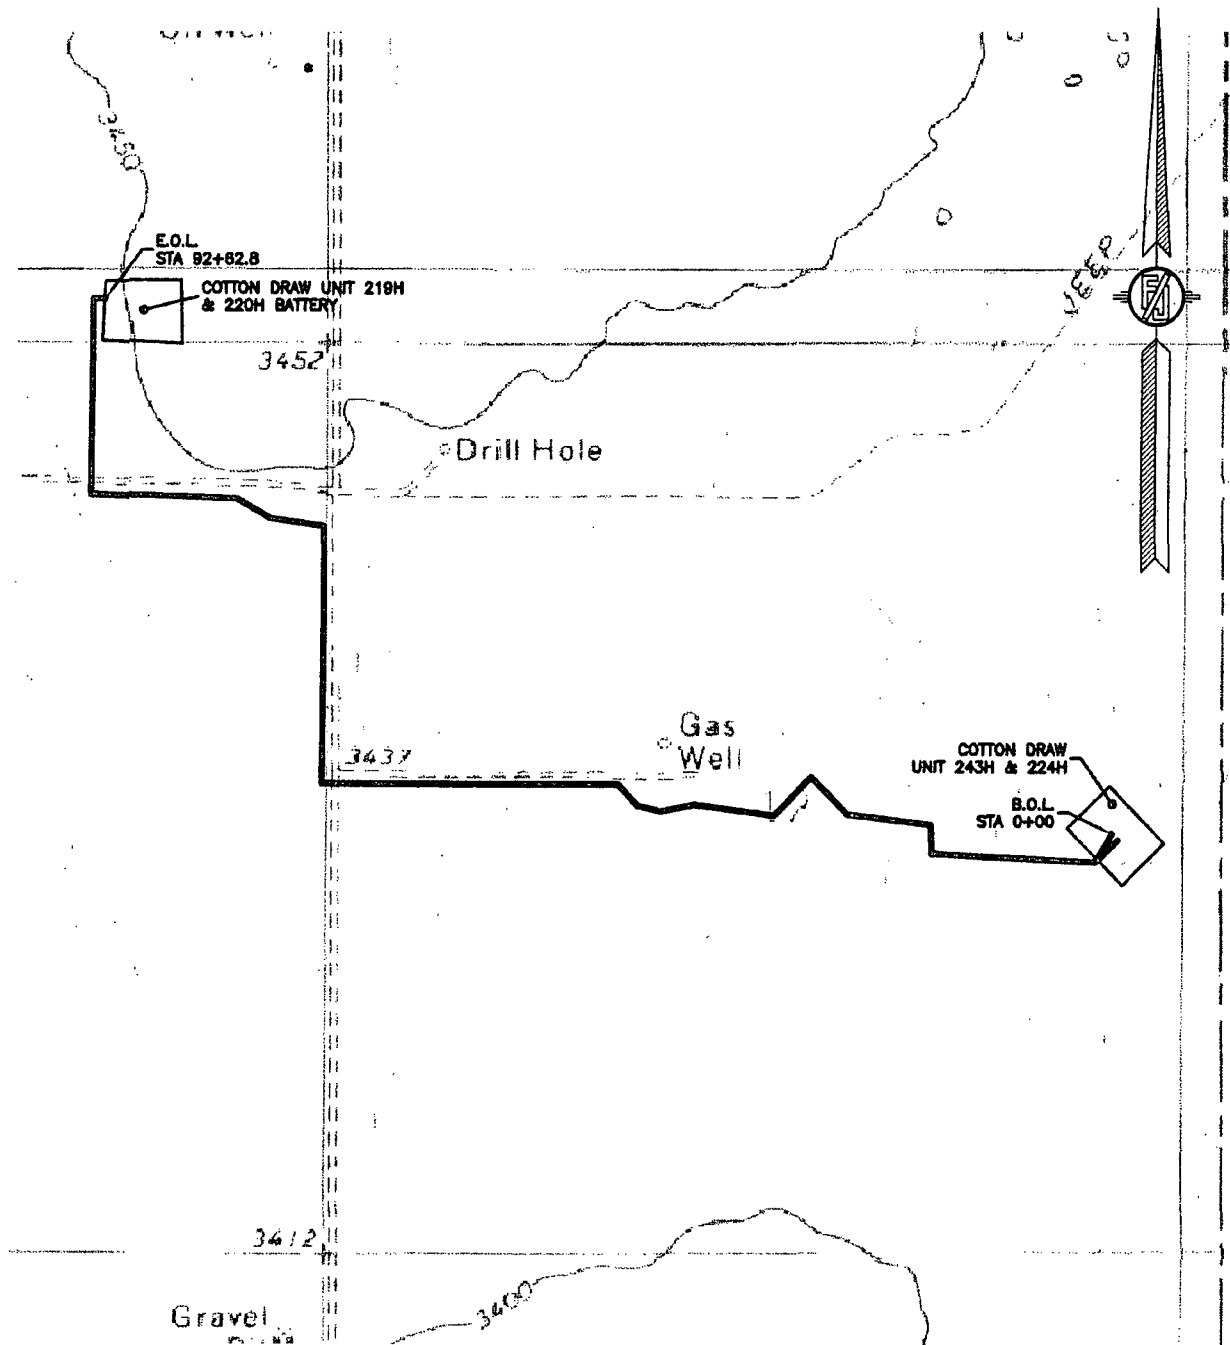 3450
E.O.L.
STA 92+62.8
COTTON DRAW UNIT 219H
& 220H BATTERY
3452
Drill Hole
Gas
Well
3437
COTTON DRAW
UNIT 243H & 224H
B.O.L.
STA 0+00
3412
3400
Gravel